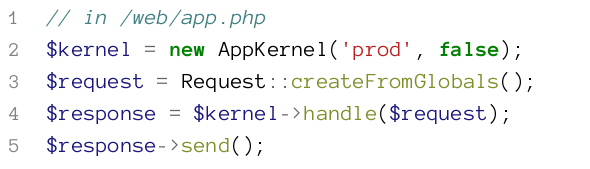 1 // in /web/app.php
2 $kernel = new AppKernel('prod', false);
3 $request = Request::createFromGlobals();
4 $response = $kernel->handle($request);
5 $response->send();